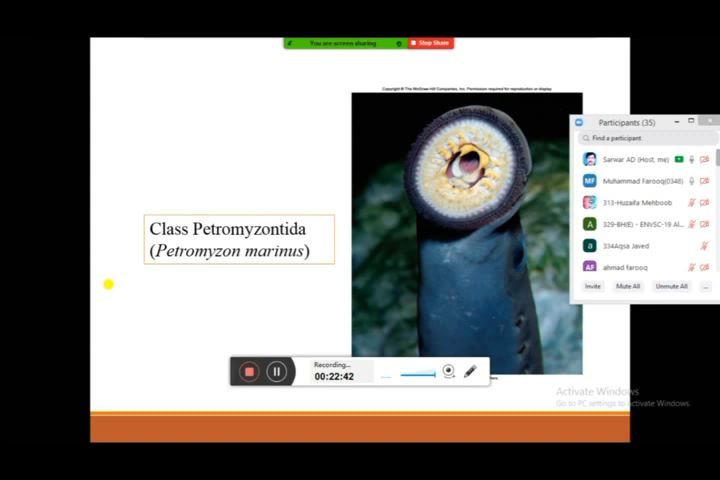 You are screen sharing
Stop Share
Copyright © The McGraw-Hill Companies, Inc. Permission required for reproduction or display
Participants (35)
Find a participant
Sarwar AD (Host, me)
MF Muhammad Farooq(0348)
313-Huzaifa Mehboob
A 329-BH(E) - ENVSC-19 Al...
a 334Aqsa Javed
AF ahmad farooq
Invite Mute All Unmute All ...
Class Petromyzontida
(Petromyzon marinus)
Recording...
00:22:42
Activate Windows
Go to PC settings to activate Windows.